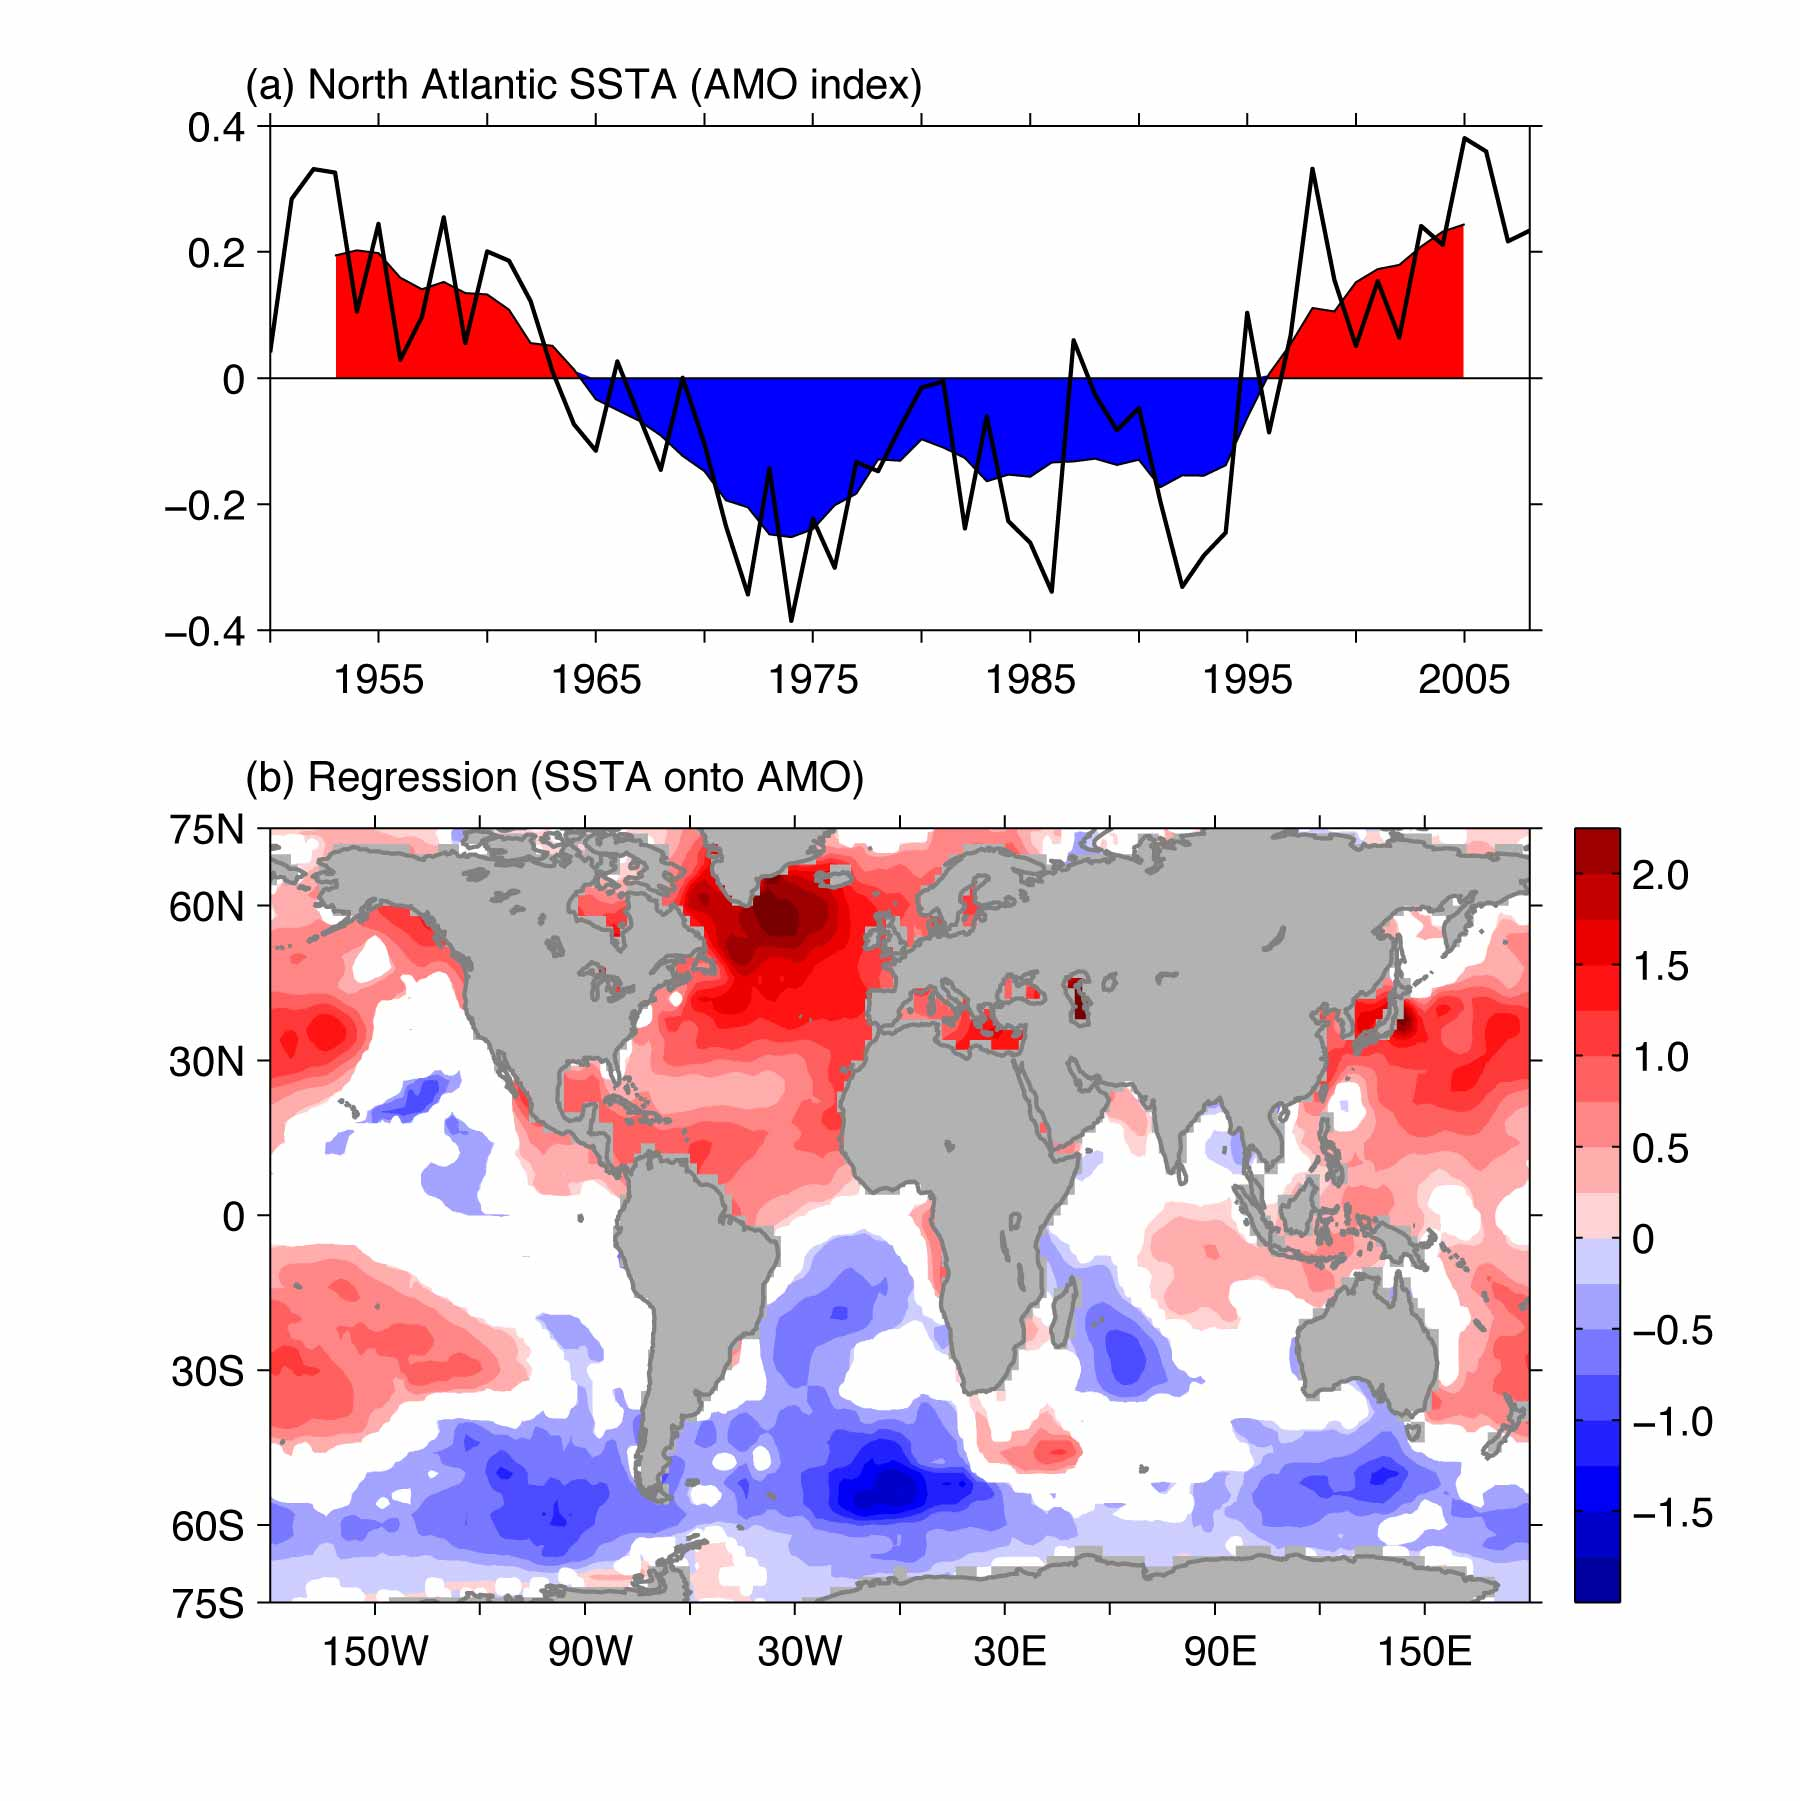 (a) North Atlantic SSTA (AMO index)
0.4
0.2
0
−0.2
−0.4
1955 1965 1975 1985 1995 2005
(b) Regression (SSTA onto AMO)
75N
60N
30N
0
30S
60S
75S
150W 90W 30W 30E 90E 150E
2.0
1.5
1.0
0.5
0
−0.5
−1.0
−1.5